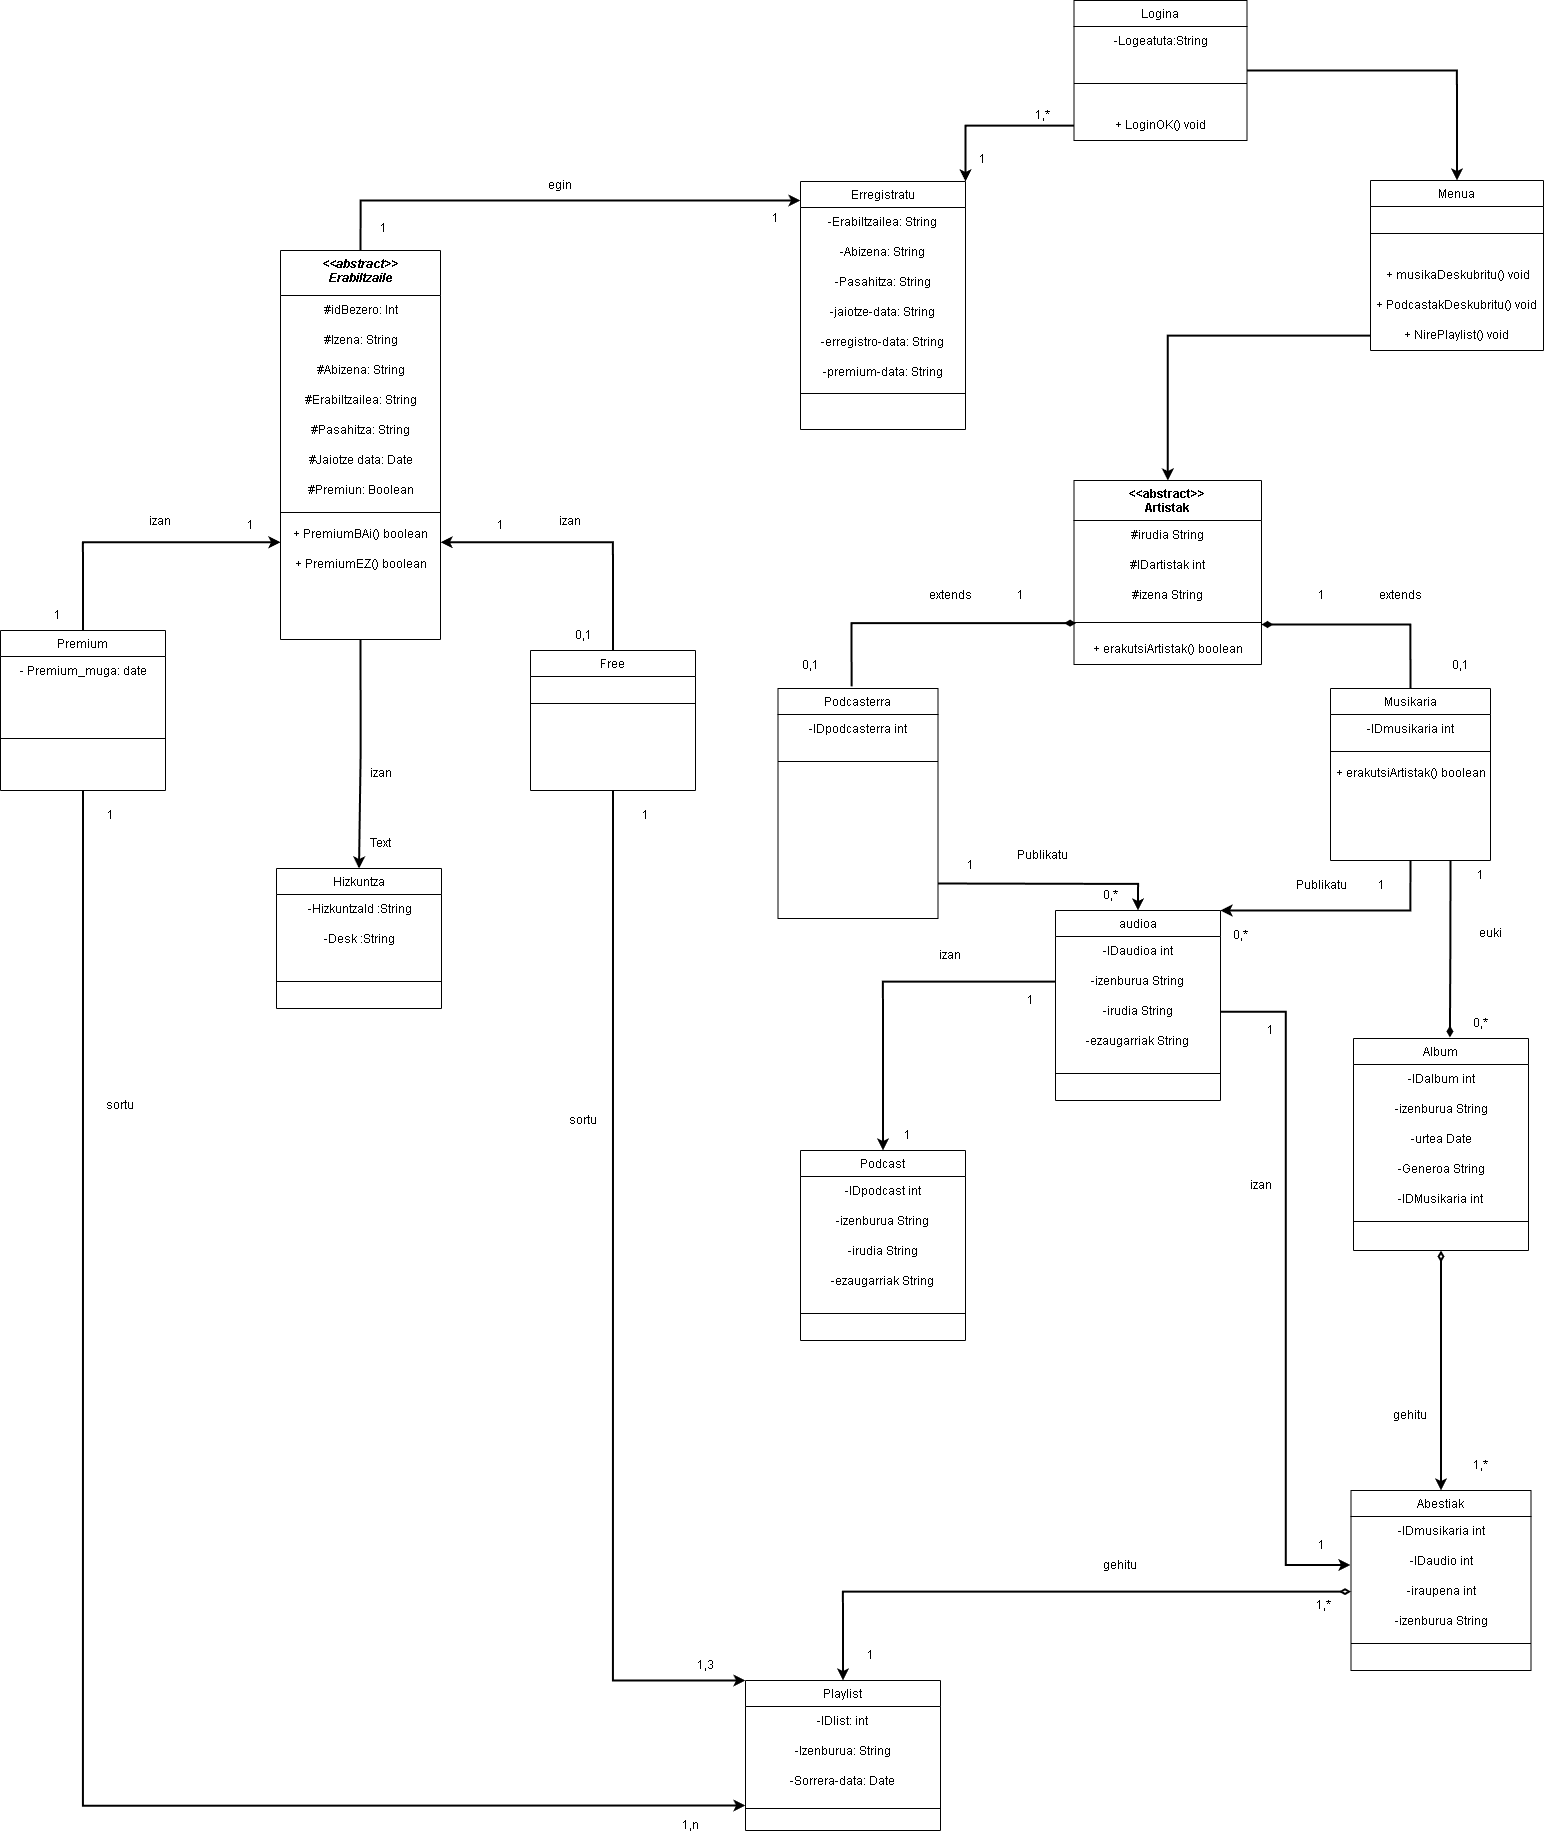 Logina
-Logeatuta:String
+ LoginOK() void
1,*
1
egin
1
1
Erregistratu
-Erabiltzailea: String
-Abizena: String
-Pasahitza: String
-jaiotze-data: String
-erregistro-data: String
-premium-data: String
Menua
+ musikaDeskubritu() void
+ PodcastakDeskubritu() void
+ NirePlaylist() void
<<abstract>>
Erabiltzaile
#idBezero: Int
#Izena: String
#Abizena: String
#Erabiltzailea: String
#Pasahitza: String
#Jaiotze data: Date
#Premiun: Boolean
+ PremiumBAi() boolean
+ PremiumEZ() boolean
izan
1
1
izan
1
0,1
Premium
- Premium_muga: date
Free
<<abstract>>
Artistak
#irudia String
#IDartistak int
#izena String
+ erakutsiArtistak() boolean
extends
1
0,1
1
extends
0,1
Podcasterra
-IDpodcasterra int
Musikaria
-IDmusikaria int
+ erakutsiArtistak() boolean
izan
Text
1
1
Hizkuntza
-HizkuntzaId :String
-Desk :String
1
Publikatu
0,*
Publikatu
1
0,*
1
euki
0,*
audioa
-IDaudioa int
-izenburua String
-irudia String
-ezaugarriak String
izan
1
1
1
izan
1
Album
-IDalbum int
-izenburua String
-urtea Date
-Generoa String
-IDMusikaria int
sortu
sortu
Podcast
-IDpodcast int
-izenburua String
-irudia String
-ezaugarriak String
gehitu
1,*
Abestiak
-IDmusikaria int
-IDaudio int
-iraupena int
-izenburua String
gehitu
1,*
1
1,3
Playlist
-IDlist: int
-Izenburua: String
-Sorrera-data: Date
1,n